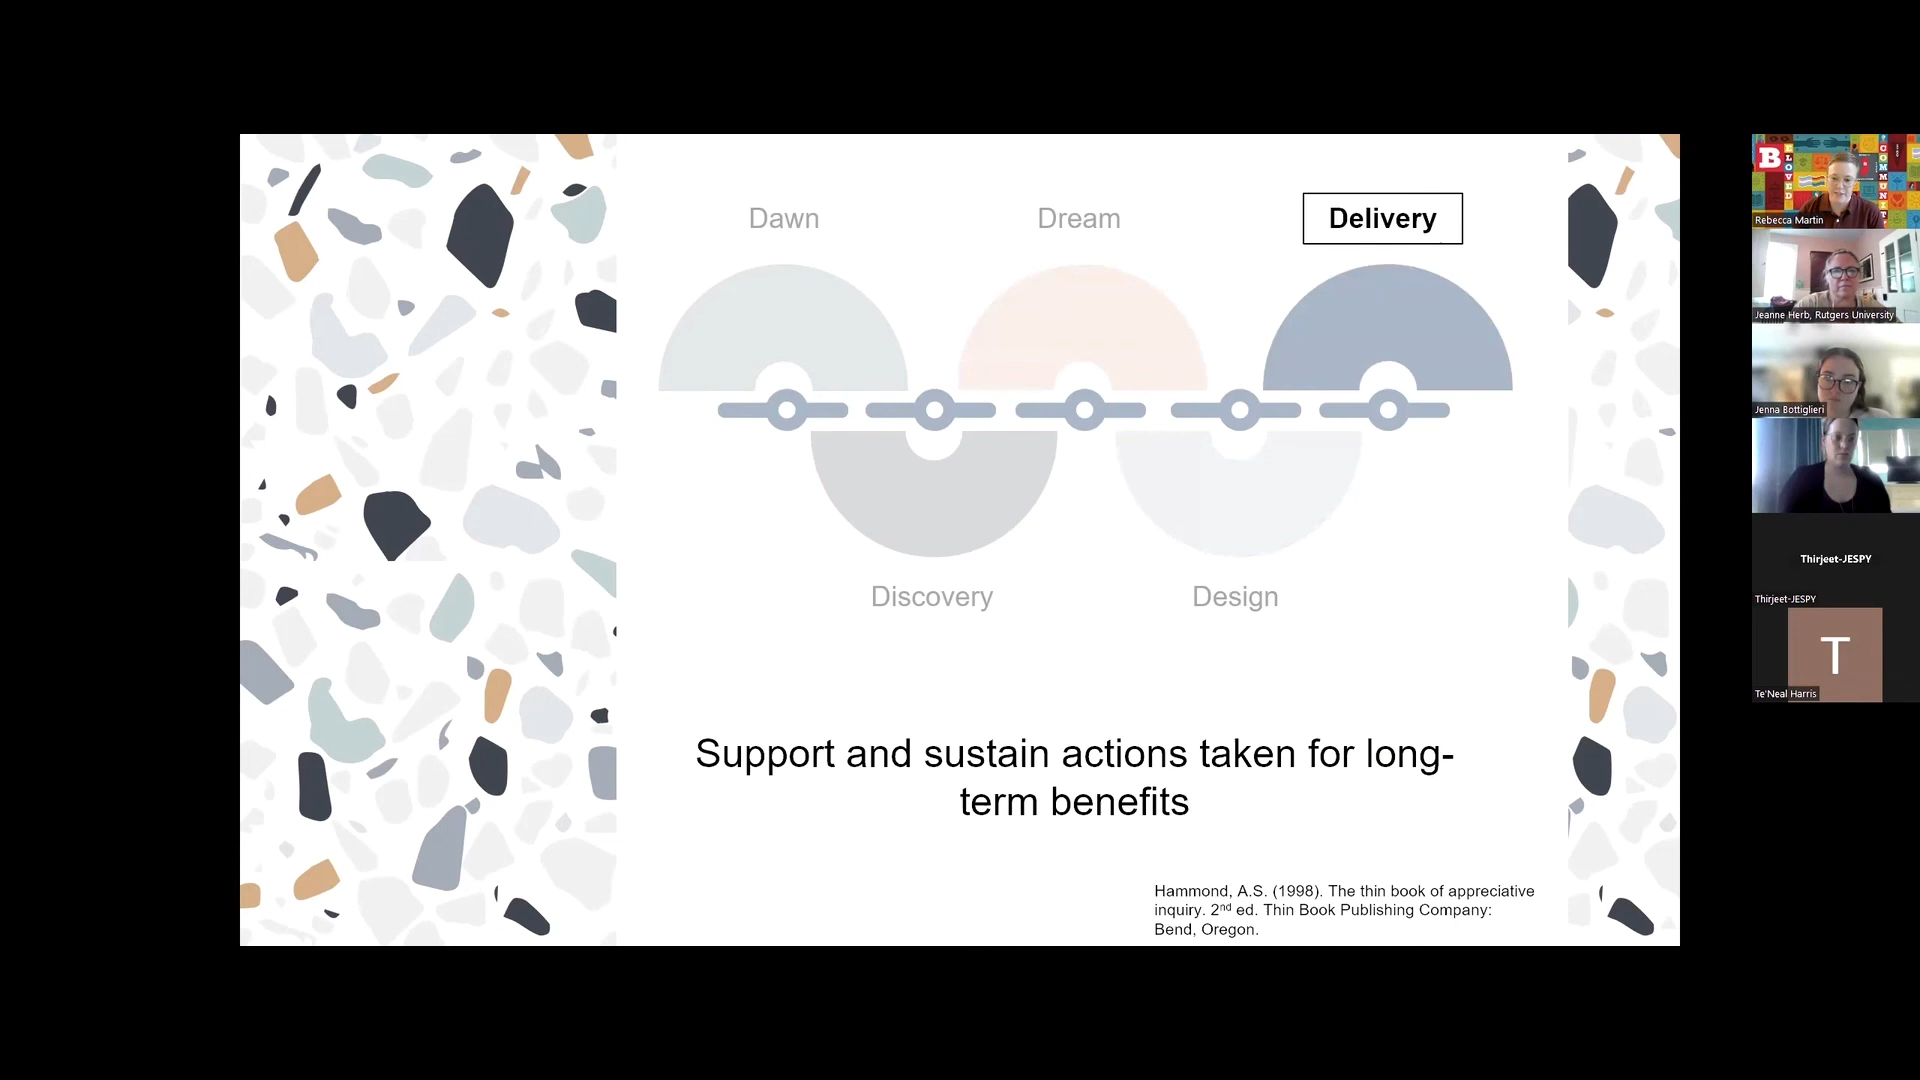 Dawn
Dream
Delivery
Discovery
Design
Support and sustain actions taken for long-
term benefits
Hammond, A.S. (1998). The thin book of appreciative
inquiry. 2nd ed. Thin Book Publishing Company:
Bend, Oregon.
B
ELOVED
COMMUNIT
Rebecca Martin
Jeanne Herb, Rutgers University
Jenna Bottiglieri
Thirjeet-JESPY
Thirjeet-JESPY
T
Te'Neal Harris